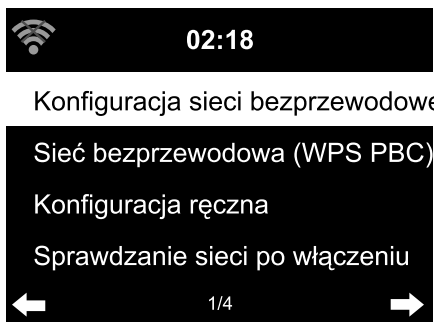 02:18
Konfiguracja sieci bezprzewodowe
Sieć bezprzewodowa (WPS PBC)
Konfiguracja ręczna
Sprawdzanie sieci po włączeniu
1/4